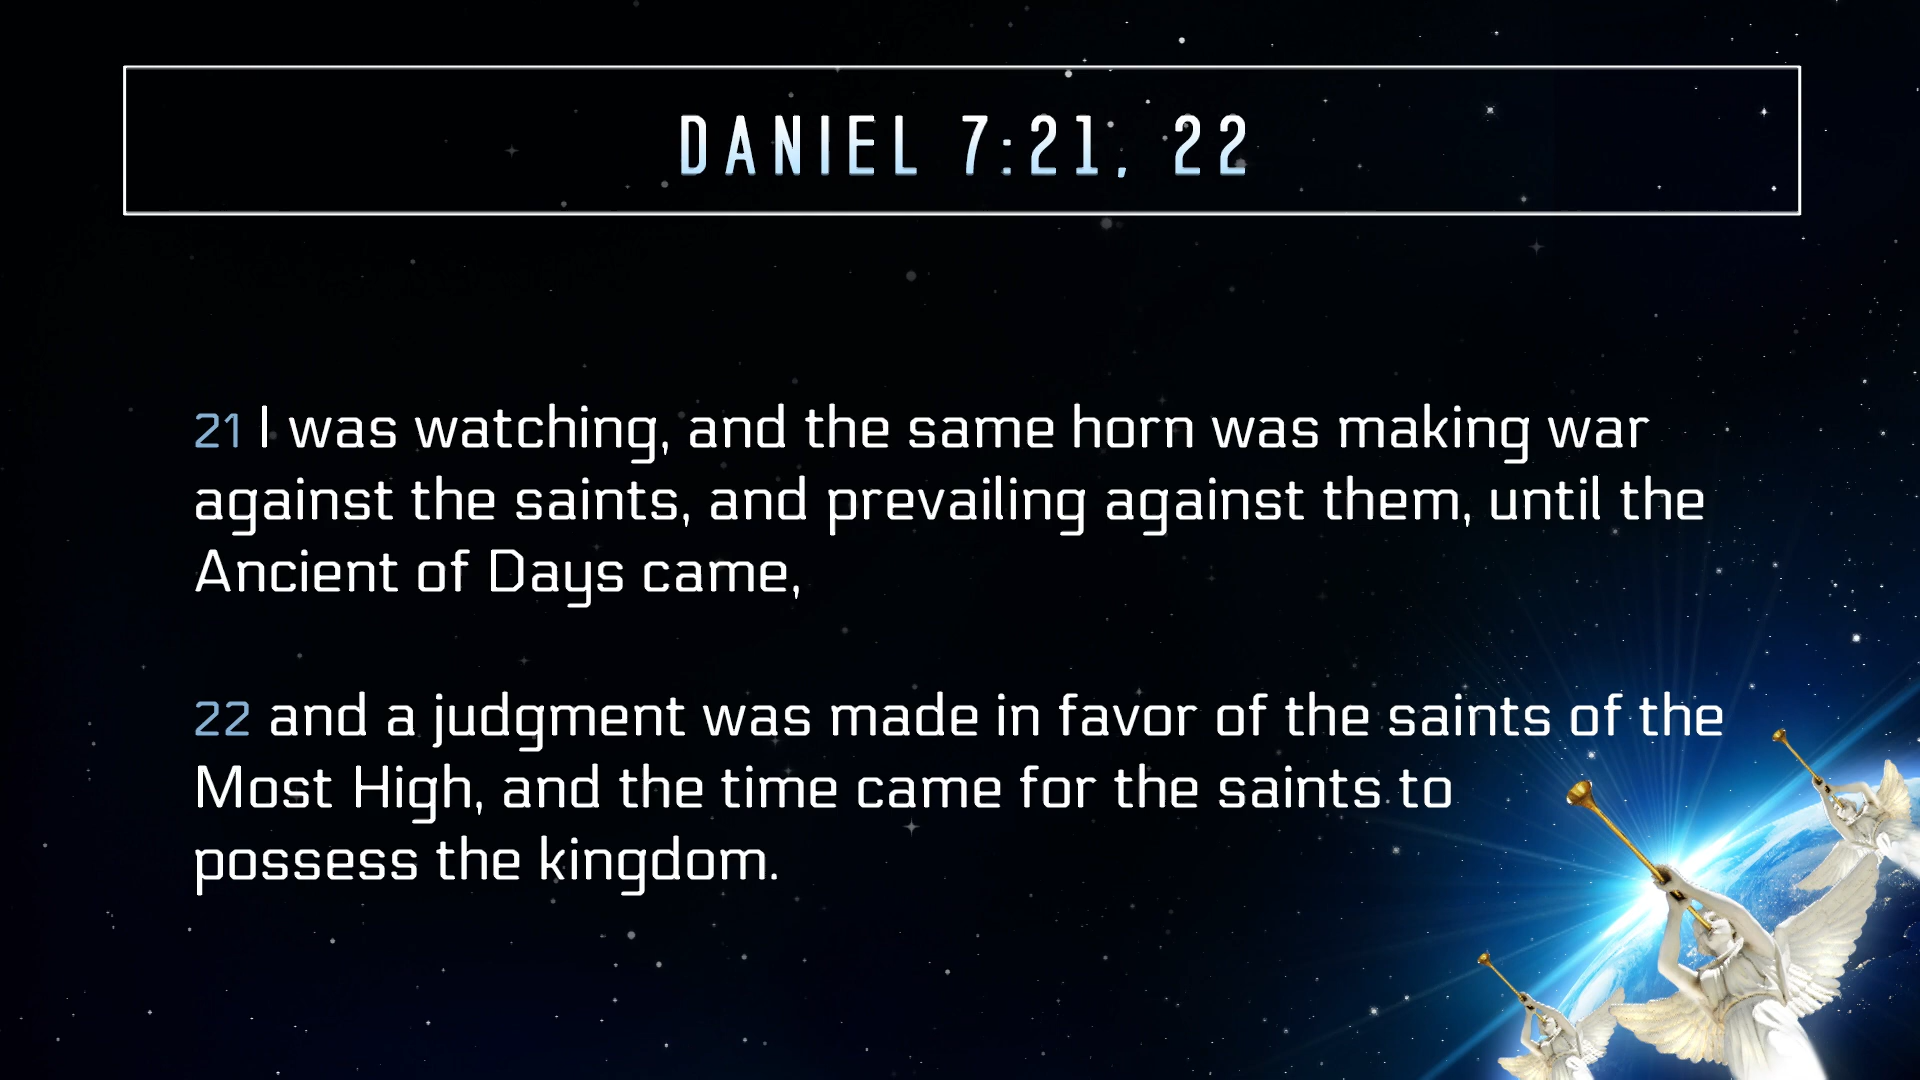 DANIEL 7:21, 22
21 I was watching, and the same horn was making war
against the saints, and prevailing against them, until the
Ancient of Days came,
22 and a judgment was made in favor of the saints of the
Most High, and the time came for the saints to
possess the kingdom.